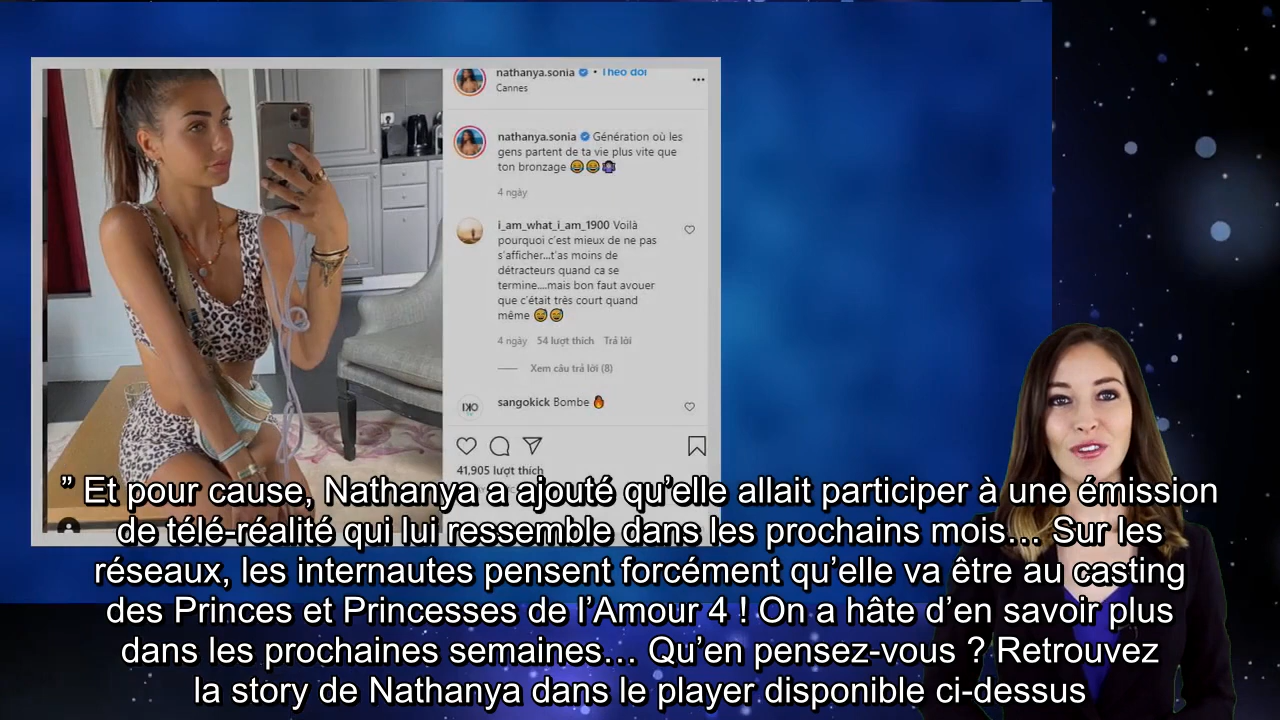 nathanya.sonia • Theo dõi
Cannes
nathanya.sonia Génération où les
gens partent de ta vie plus vite que
ton bronzage 😂😂🤷🏻‍♀️
4 ngày
i_am_what_i_am_1900 Voilà
pourquoi c'est mieux de ne pas
s'afficher...t'as moins de
détracteurs quand ca se
termine....mais bon faut avouer
que c'était très court quand
même 😅😅
4 ngày 54 lượt thích Trả lời
Xem câu trả lời (8)
sangokick Bombe 🔥
41,905 lượt thích
” Et pour cause, Nathanya a ajouté qu’elle allait participer à une émission
de télé-réalité qui lui ressemble dans les prochains mois… Sur les
réseaux, les internautes pensent forcément qu’elle va être au casting
des Princes et Princesses de l’Amour 4 ! On a hâte d’en savoir plus
dans les prochaines semaines… Qu’en pensez-vous ? Retrouvez
la story de Nathanya dans le player disponible ci-dessus